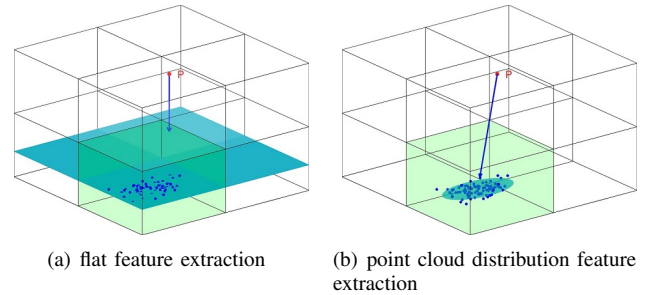 P
P
(a) flat feature extraction
(b) point cloud distribution feature
extraction